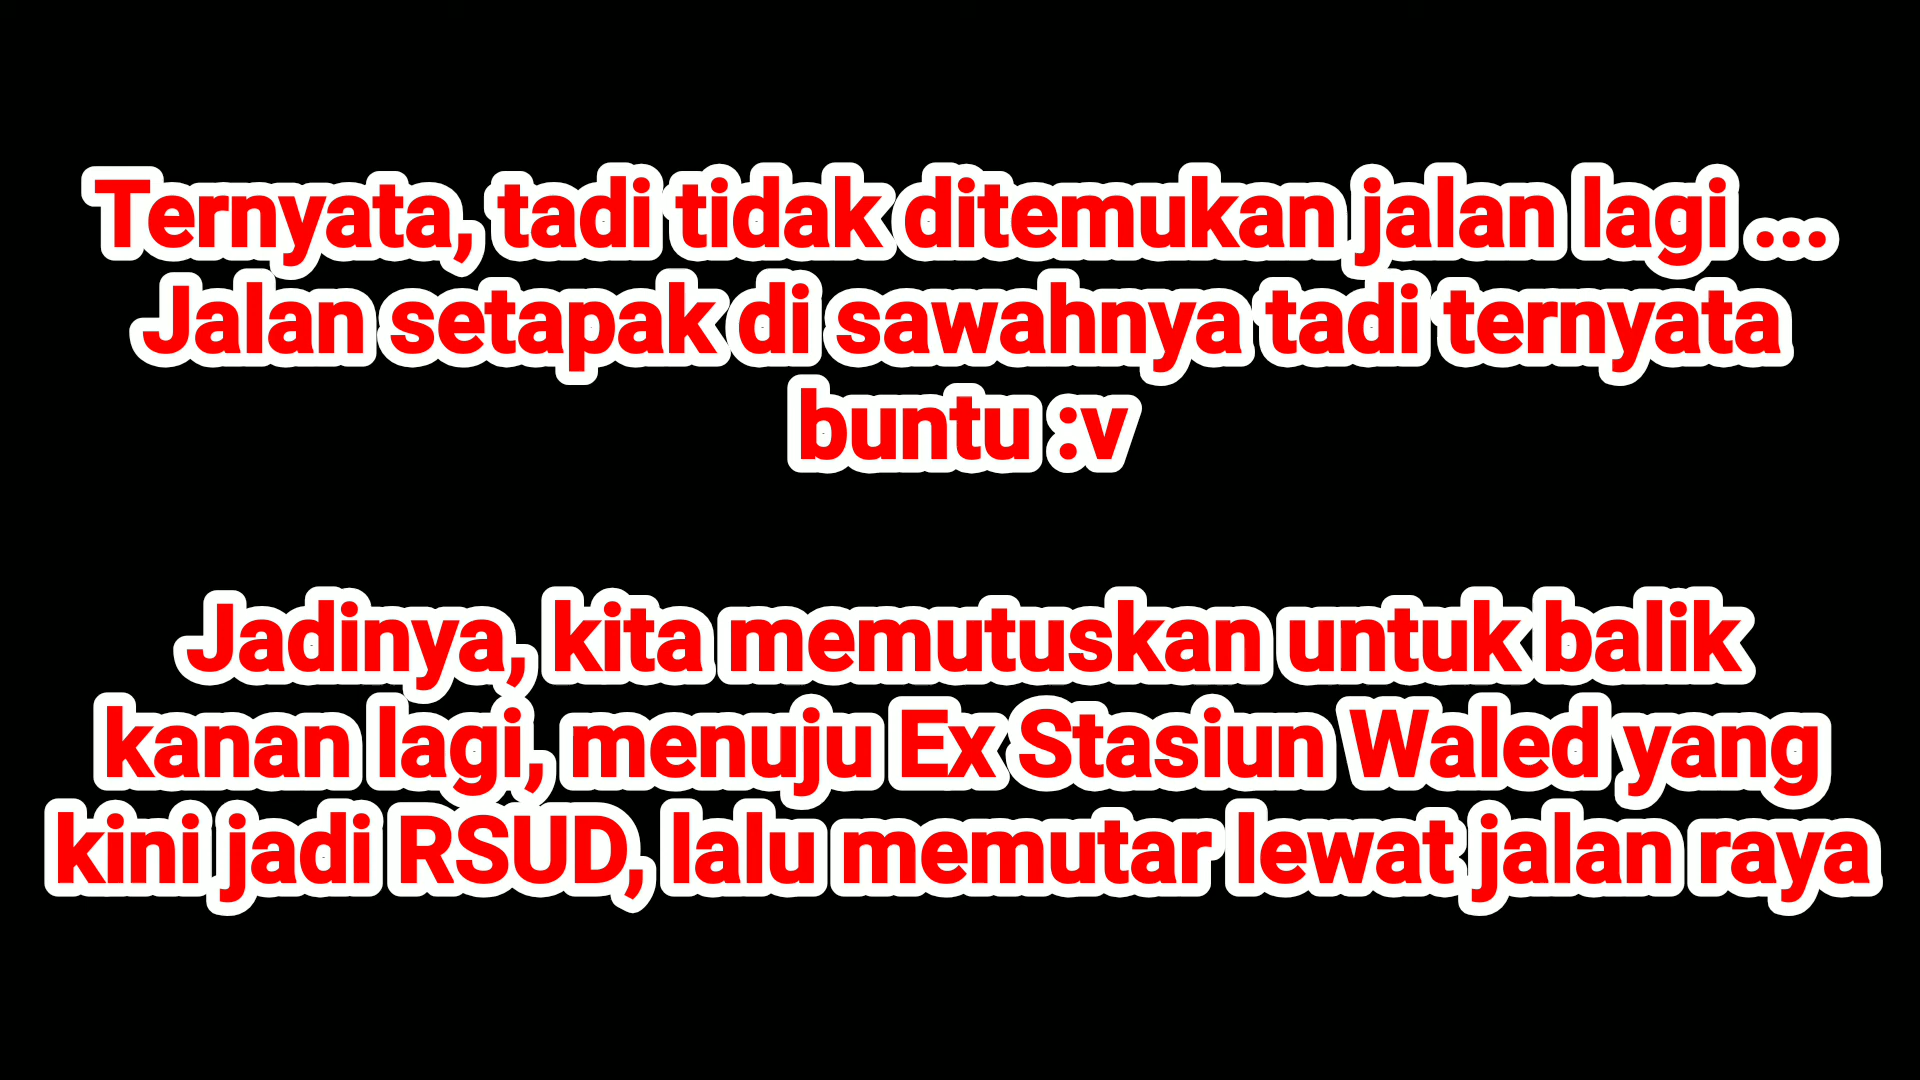 Ternyata, tadi tidak ditemukan jalan lagi ...
Jalan setapak di sawahnya tadi ternyata
buntu :v
Jadinya, kita memutuskan untuk balik
kanan lagi, menuju Ex Stasiun Waled yang
kini jadi RSUD, lalu memutar lewat jalan raya